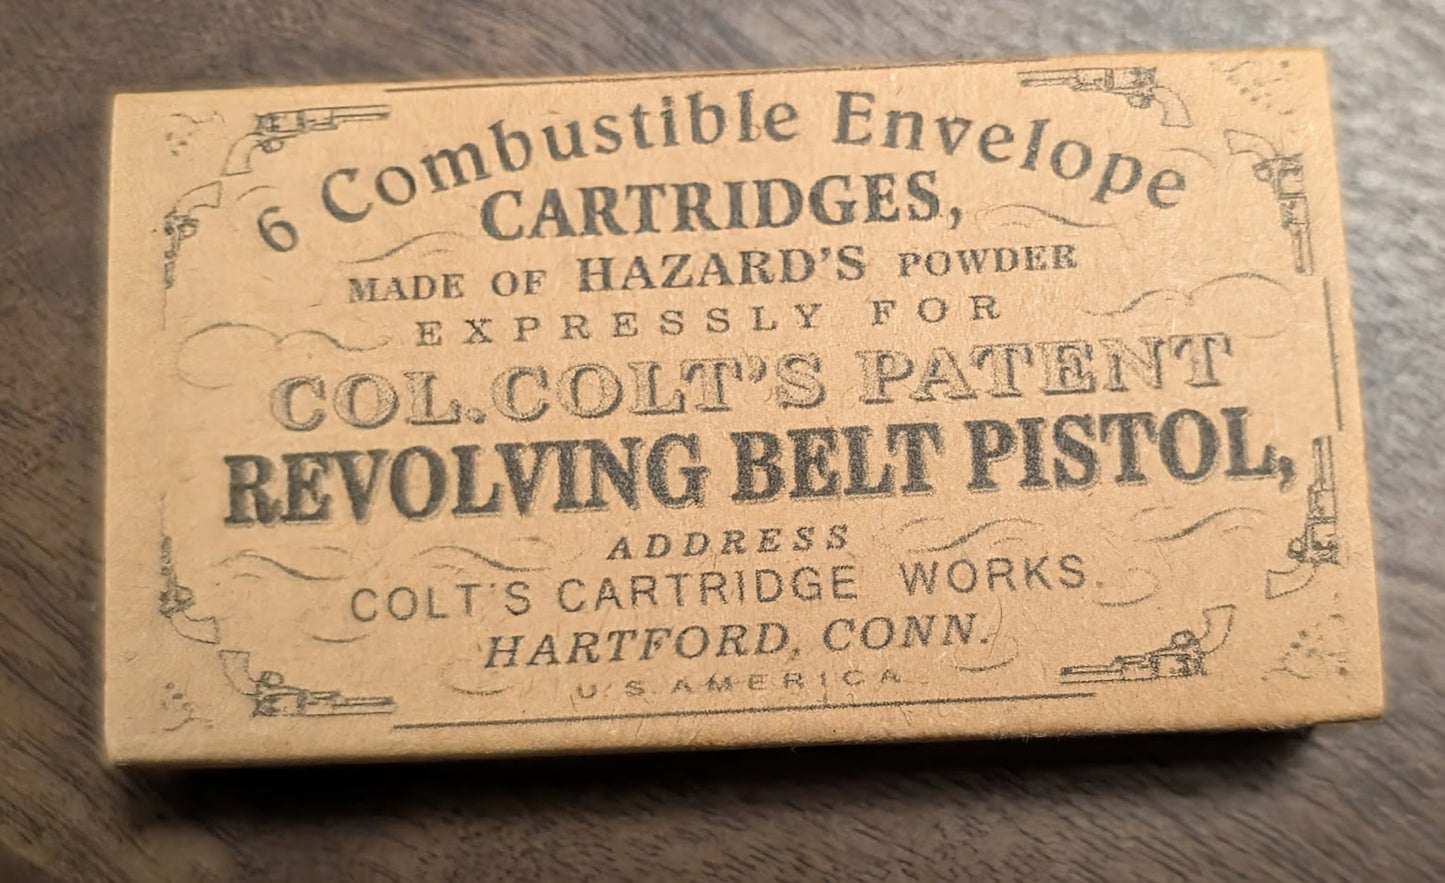 6 Combustible Envelope
CARTRIDGES,
MADE OF HAZARD'S POWDER
EXPRESSLY FOR
COL. COLT'S PATENT
REVOLVING BELT PISTOL,
ADDRESS
COLT'S CARTRIDGE WORKS.
HARTFORD, CONN.
U.S. AMERICA.